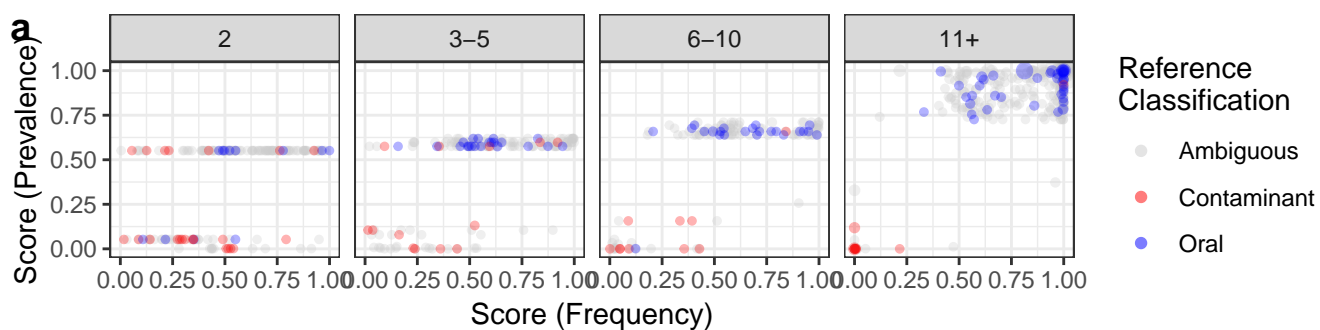 a
2 3–5 6–10 11+
Score (Prevalence)
1.00
0.75
0.50
0.25
0.00
0.00 0.25 0.50 0.75 1.00 0.00 0.25 0.50 0.75 1.00 0.00 0.25 0.50 0.75 1.00 0.00 0.25 0.50 0.75 1.00
Score (Frequency)
Reference
Classification
Ambiguous
Contaminant
Oral